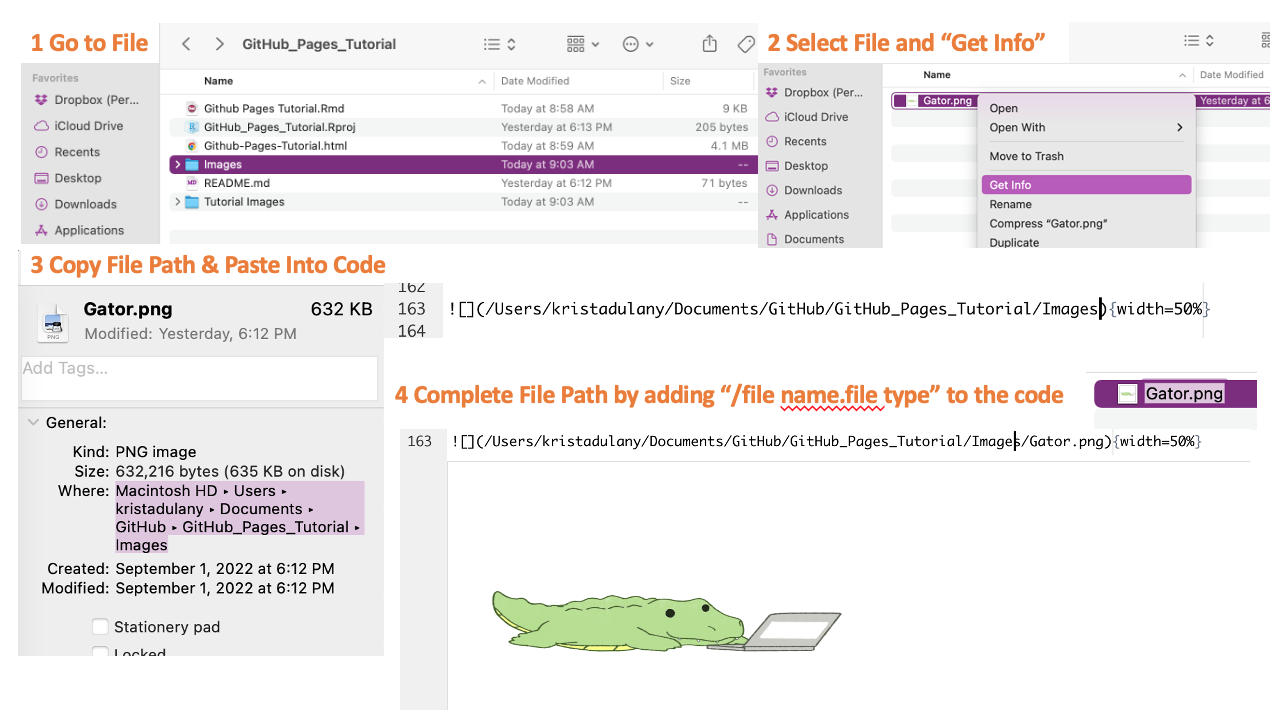 1 Go to File
GitHub_Pages_Tutorial
Favorites
Dropbox (Per...
iCloud Drive
Recents
Desktop
Downloads
Applications
Name Date Modified Size
Github Pages Tutorial.Rmd Today at 8:58 AM 9 KB
GitHub_Pages_Tutorial.Rproj Yesterday at 6:13 PM 205 bytes
Github-Pages-Tutorial.html Today at 8:59 AM 4.1 MB
Images Today at 9:03 AM --
README.md Yesterday at 6:12 PM 71 bytes
Tutorial Images Today at 9:03 AM --
2 Select File and “Get Info”
Favorites
Dropbox (Per...
iCloud Drive
Recents
Desktop
Downloads
Applications
Documents
Name Date Modified
Gator.png Yesterday at 6
Open
Open With
Move to Trash
Get Info
Rename
Compress “Gator.png”
Duplicate
3 Copy File Path & Paste Into Code
Gator.png 632 KB
Modified: Yesterday, 6:12 PM
PNG
Add Tags...
General:
Kind: PNG image
Size: 632,216 bytes (635 KB on disk)
Where: Macintosh HD ▸ Users ▸
kristadulany ▸ Documents ▸
GitHub ▸ GitHub_Pages_Tutorial ▸
Images
Created: September 1, 2022 at 6:12 PM
Modified: September 1, 2022 at 6:12 PM
Stationery pad
Locked
162
163 ![](/Users/kristadulany/Documents/GitHub/GitHub_Pages_Tutorial/Images){width=50%}
164
4 Complete File Path by adding “/file name.file type” to the code
Gator.png
163 ![](/Users/kristadulany/Documents/GitHub/GitHub_Pages_Tutorial/Images/Gator.png){width=50%}